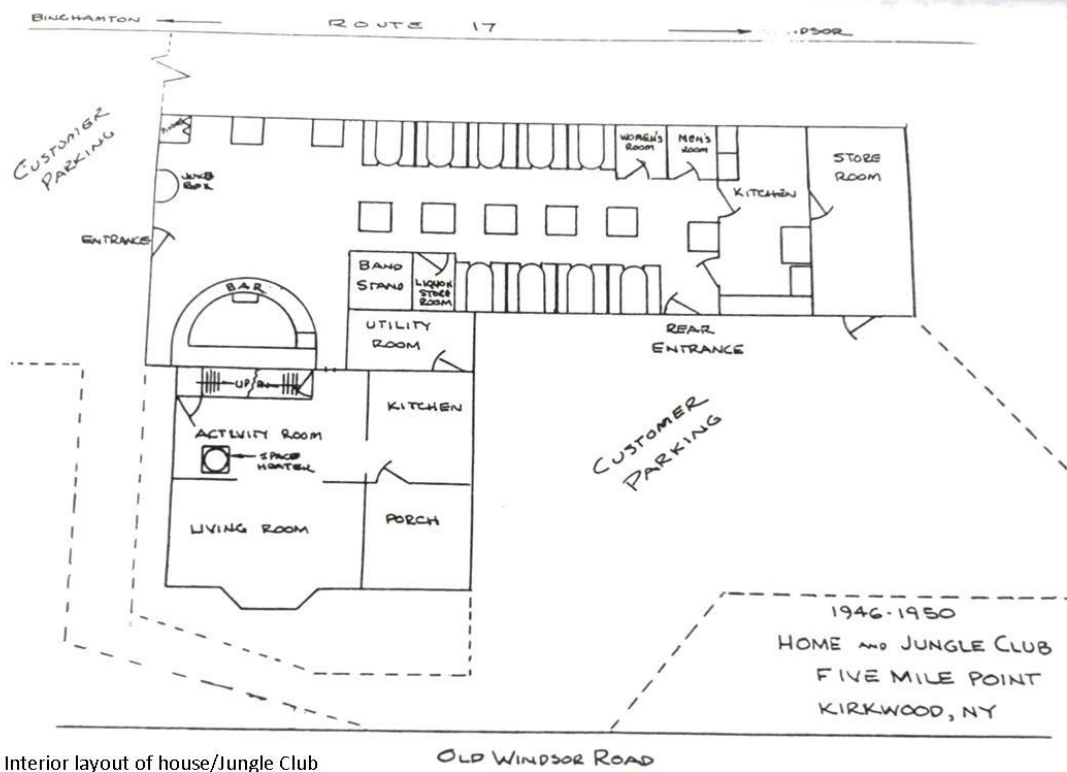 BINGHAMTON
ROUTE 17
CUSTOMER
PARKING
JUKE
BOX
ENTRANCE
BAR
BAND
STAND
LIQUOR
STORE
ROOM
UTILITY
ROOM
WOMEN'S
ROOM
MEN'S
ROOM
KITCHEN
STORE
ROOM
REAR
ENTRANCE
UP
KITCHEN
ACTIVITY ROOM
SPACE
HEATER
LIVING ROOM
PORCH
CUSTOMER
PARKING
1946-1950
HOME AND JUNGLE CLUB
FIVE MILE POINT
KIRKWOOD, NY
OLD WINDSOR ROAD
Interior layout of house/Jungle Club